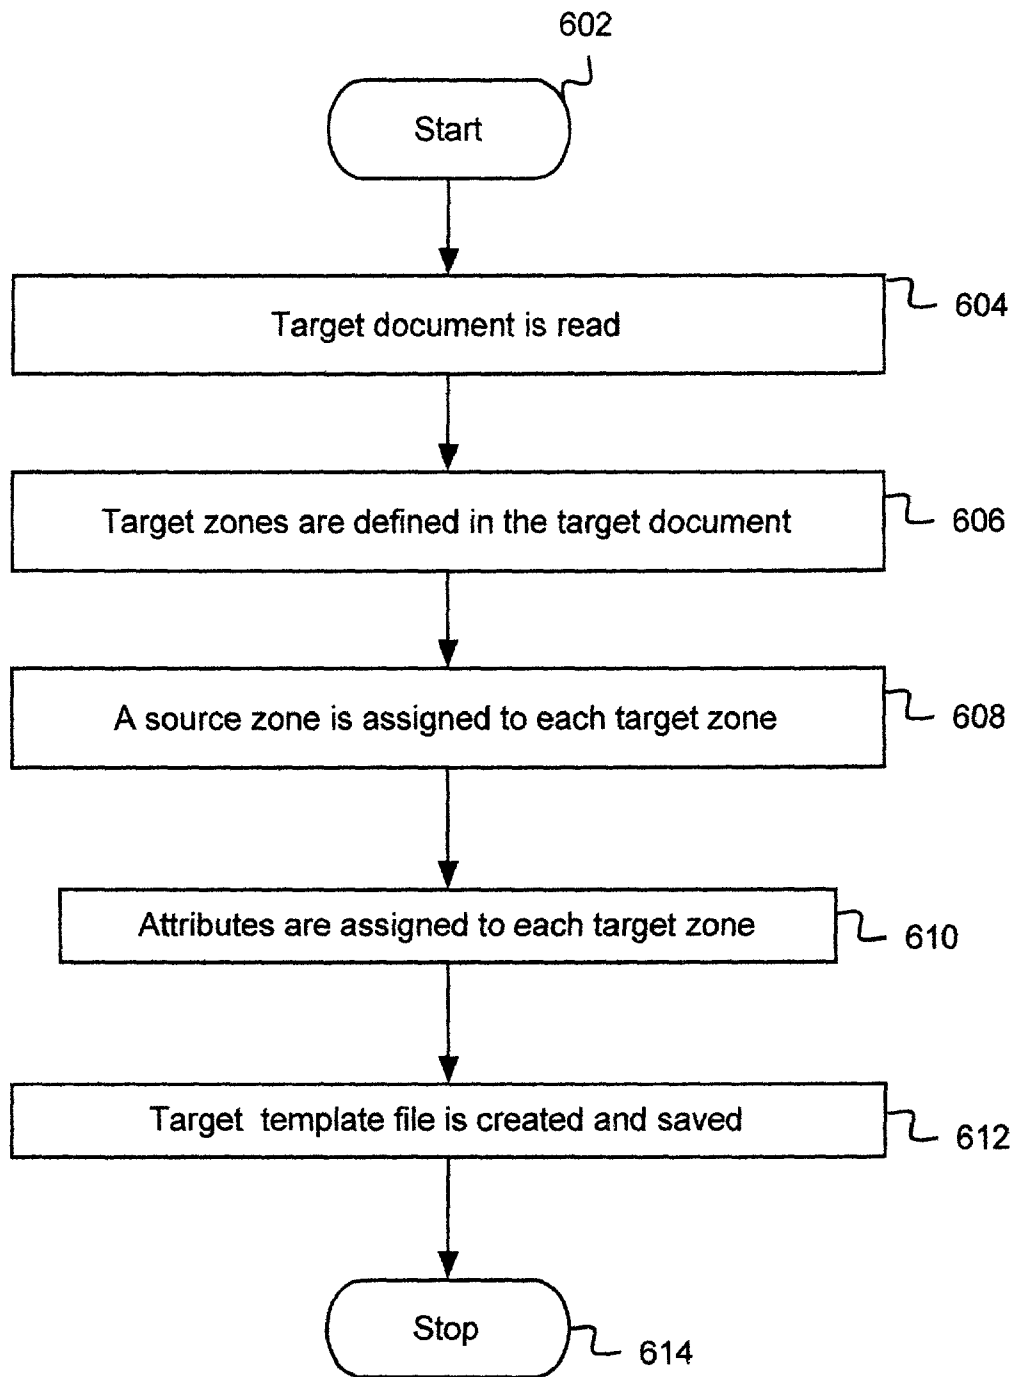 602
Start
Target document is read
604
Target zones are defined in the target document
606
A source zone is assigned to each target zone
608
Attributes are assigned to each target zone
610
Target template file is created and saved
612
Stop
614